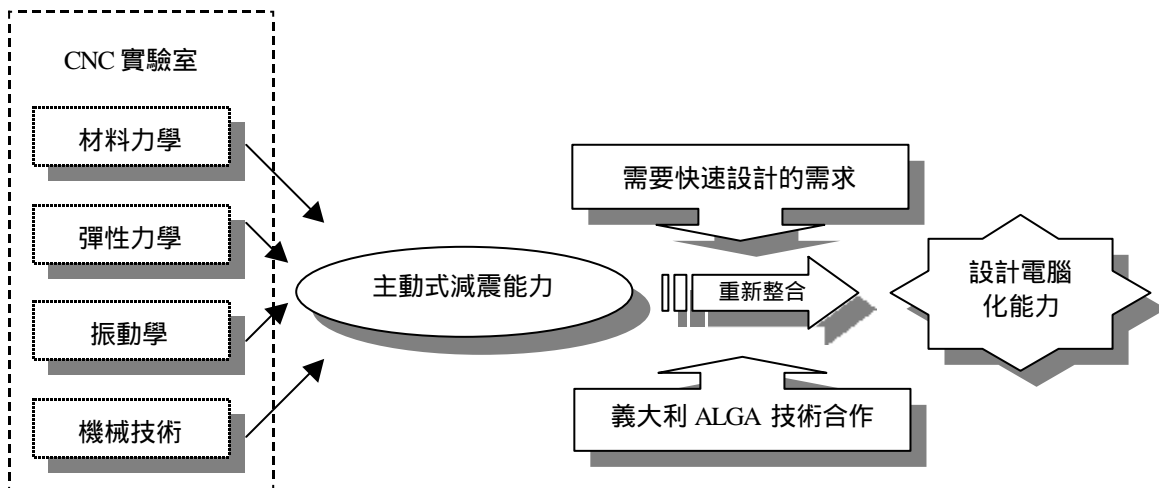 CNC 實驗室
材料力學
彈性力學
振動學
機械技術
主動式減震能力
需要快速設計的需求
重新整合
義大利 ALGA 技術合作
設計電腦
化能力